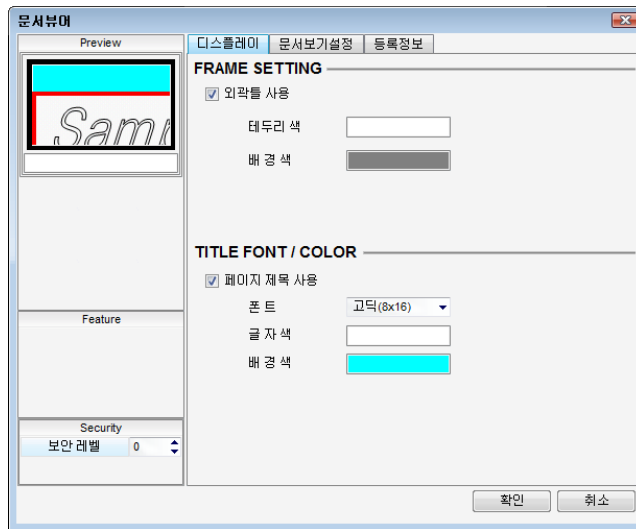 문서뷰어
Preview
디스플레이 문서보기설정 등록정보
FRAME SETTING
외곽틀 사용
테두리 색
배 경 색
TITLE FONT / COLOR
페이지 제목 사용
폰 트 고딕(8x16)
글 자 색
배 경 색
Feature
Security
보안 레벨 0
확인 취소